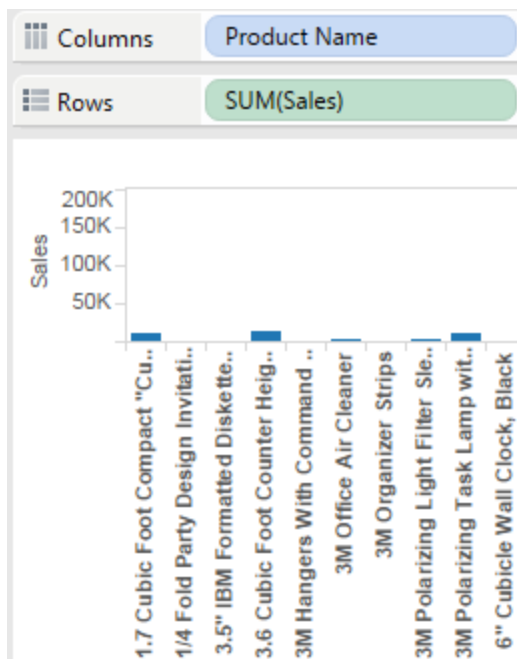 Columns
Product Name
Rows
SUM(Sales)
Sales
200K
150K
100K
50K
1.7 Cubic Foot Compact "Cu..
1/4 Fold Party Design Invitati..
3.5" IBM Formatted Diskette..
3.6 Cubic Foot Counter Heig..
3M Hangers With Command ..
3M Office Air Cleaner
3M Organizer Strips
3M Polarizing Light Filter Sle..
3M Polarizing Task Lamp wit..
6" Cubicle Wall Clock, Black